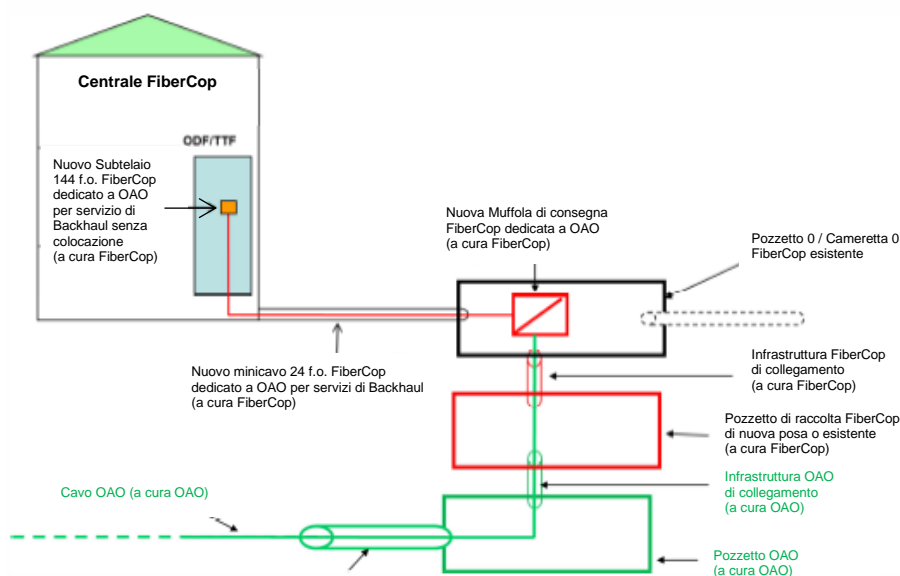 Centrale FiberCop
ODF/TTF
Nuovo Subtelaio
144 f.o. FiberCop
dedicato a OAO
per servizio di
Backhaul senza
colocazione
(a cura FiberCop)
Nuova Muffola di consegna
FiberCop dedicata a OAO
(a cura FiberCop)
Pozzetto 0 / Cameretta 0
FiberCop esistente
Nuovo minicavo 24 f.o. FiberCop
dedicato a OAO per servizi di Backhaul
(a cura FiberCop)
Infrastruttura FiberCop
di collegamento
(a cura FiberCop)
Pozzetto di raccolta FiberCop
di nuova posa o esistente
(a cura FiberCop)
Infrastruttura OAO
di collegamento
(a cura OAO)
Cavo OAO (a cura OAO)
Pozzetto OAO
(a cura OAO)